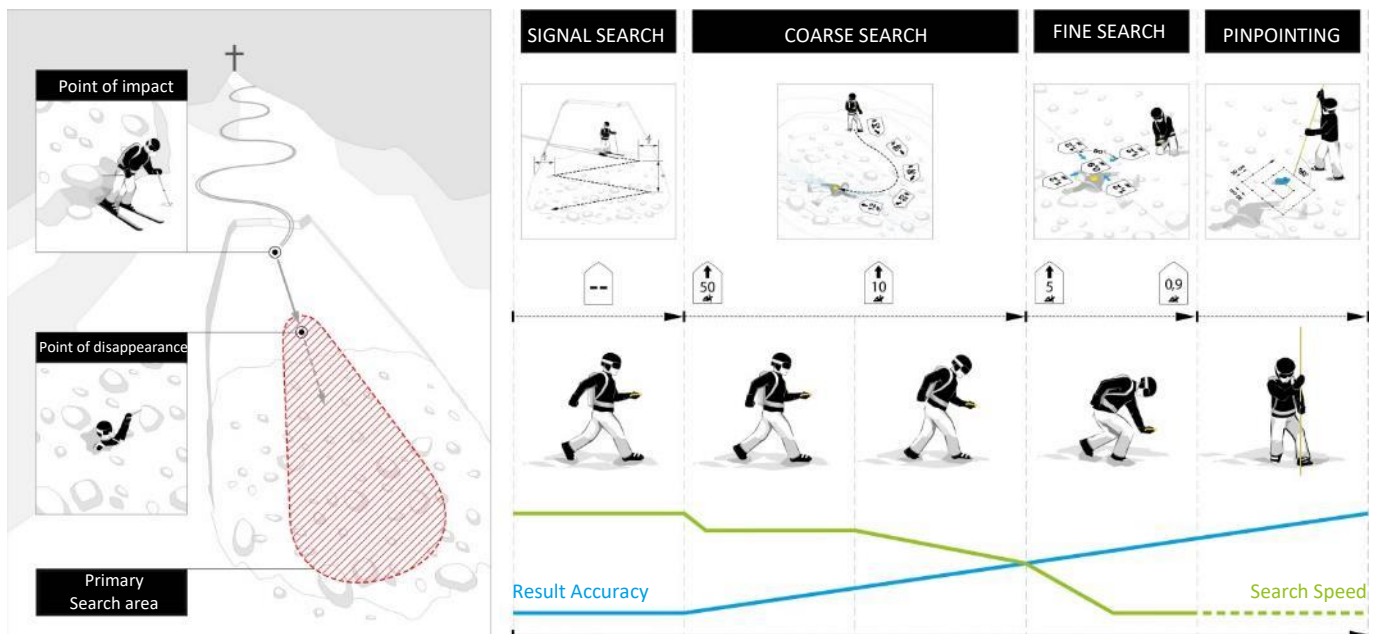 Point of impact
Point of disappearance
Primary
Search area
SIGNAL SEARCH
COARSE SEARCH
FINE SEARCH
PINPOINTING
--
50
10
5
0,9
Result Accuracy
Search Speed